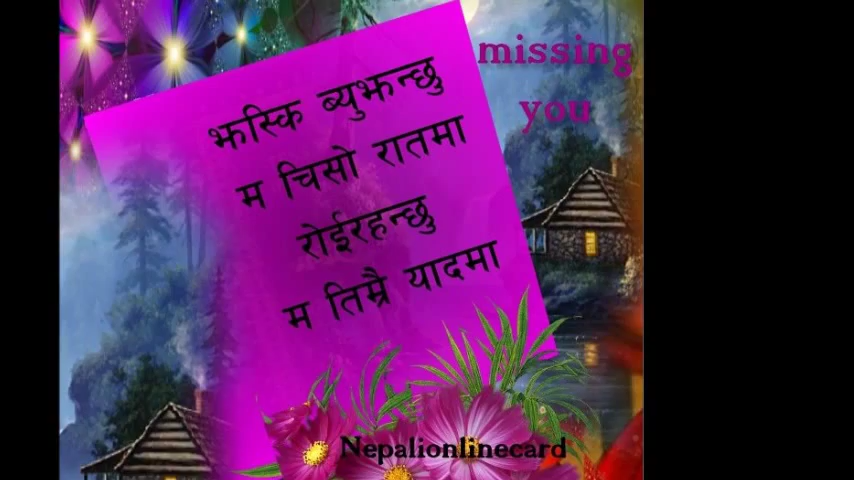 missing
you
झस्कि ब्युझन्छु
म चिसो रातमा
रोईरहन्छु
म तिम्रै यादमा
Nepalionlinecard